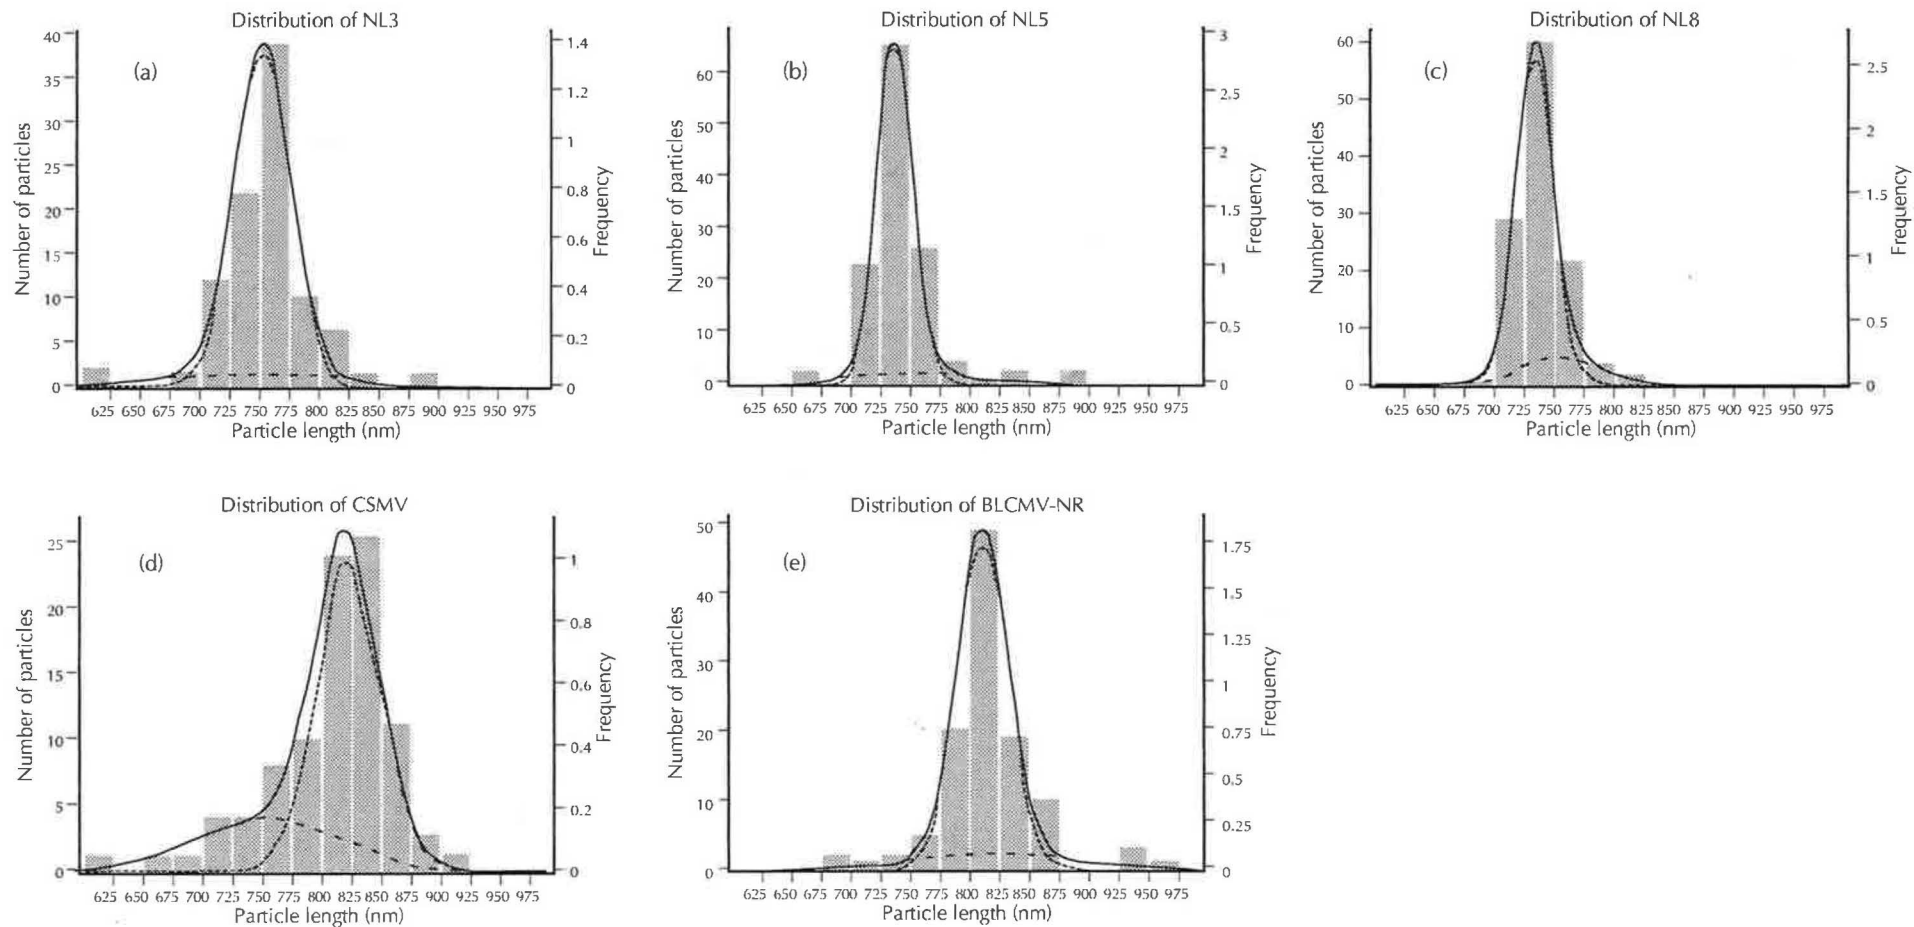 Distribution of NL3
(a)
40
35
30
25
20
15
10
5
0
Number of particles
1.4
1.2
1
0.8
0.6
0.4
0.2
0
Frequency
625 650 675 700 725 750 775 800 825 850 875 900 925 950 975
Particle length (nm)
Distribution of NL5
(b)
60
50
40
30
20
10
0
Number of particles
3
2.5
2
1.5
1
0.5
0
Frequency
625 650 675 700 725 750 775 800 825 850 875 900 925 950 975
Particle length (nm)
Distribution of NL8
(c)
60
50
40
30
20
10
0
Number of particles
2.5
2
1.5
1
0.5
0
Frequency
625 650 675 700 725 750 775 800 825 850 875 900 925 950 975
Particle length (nm)
Distribution of CSMV
(d)
25
20
15
10
5
0
Number of particles
1
0.8
0.6
0.4
0.2
0
Frequency
625 650 675 700 725 750 775 800 825 850 875 900 925 950 975
Particle length (nm)
Distribution of BLCMV-NR
(e)
50
40
30
20
10
0
Number of particles
1.75
1.5
1.25
1
0.75
0.5
0.25
0
Frequency
625 650 675 700 725 750 775 800 825 850 875 900 925 950 975
Particle length (nm)